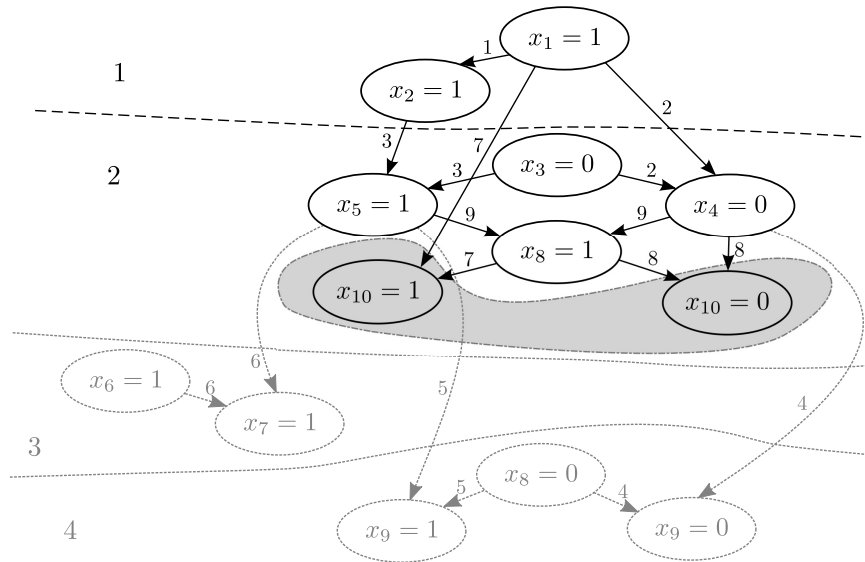 x₁ = 1
1
x₂ = 1
1
2
3
7
2
x₃ = 0
3
2
x₅ = 1
x₄ = 0
9
9
x₈ = 1
7
8
8
x₁₀ = 1
x₁₀ = 0
6
x₆ = 1
6
5
4
x₇ = 1
3
x₈ = 0
5
4
4
x₉ = 1
x₉ = 0